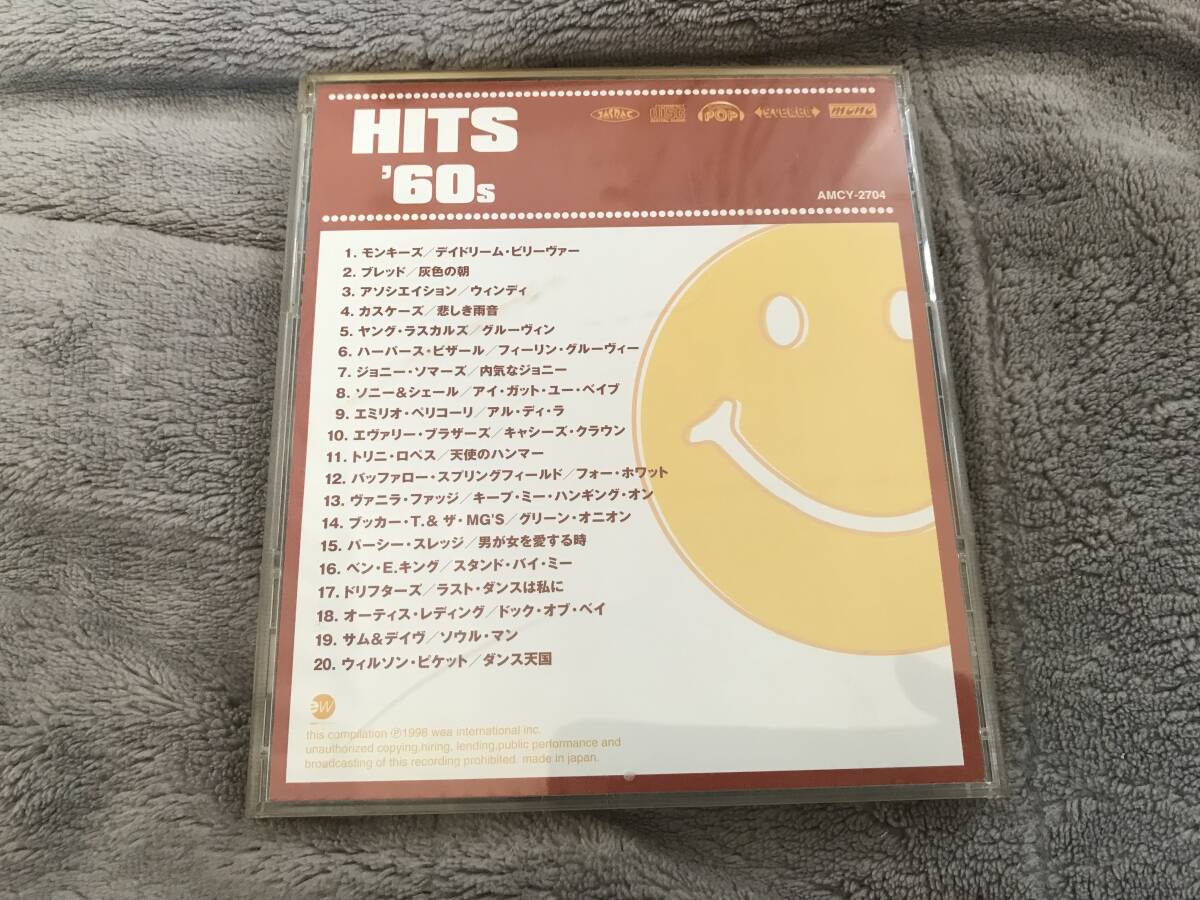 HITS
'60s
JASRAC disc POP STEREO
AMCY-2704
1. モンキーズ/デイドリーム・ビリーヴァー
2. ブレッド/灰色の朝
3. アソシエイション/ウィンディ
4. カスケーズ/悲しき雨音
5. ヤング・ラスカルズ/グルーヴィン
6. ハーパース・ビザール/フィーリン・グルーヴィー
7. ジョニー・ソマーズ/内気なジョニー
8. ソニー&シェール/アイ・ガット・ユー・ベイブ
9. エミリオ・ペリコーリ/アル・ディ・ラ
10. エヴァリー・ブラザーズ/キャシーズ・クラウン
11. トリニ・ロペス/天使のハンマー
12. バッファロー・スプリングフィールド/フォー・ホワット
13. ヴァニラ・ファッジ/キープ・ミー・ハンギング・オン
14. ブッカー・T.& ザ・MG'S/グリーン・オニオン
15. パーシー・スレッジ/男が女を愛する時
16. ベン・E.キング/スタンド・バイ・ミー
17. ドリフターズ/ラスト・ダンスは私に
18. オーティス・レディング/ドック・オブ・ベイ
19. サム&デイヴ/ソウル・マン
20. ウィルソン・ピケット/ダンス天国
ew
this compilation ℗1998 wea international inc.
unauthorized copying,hiring, lending,public performance and
broadcasting of this recording prohibited. made in japan.